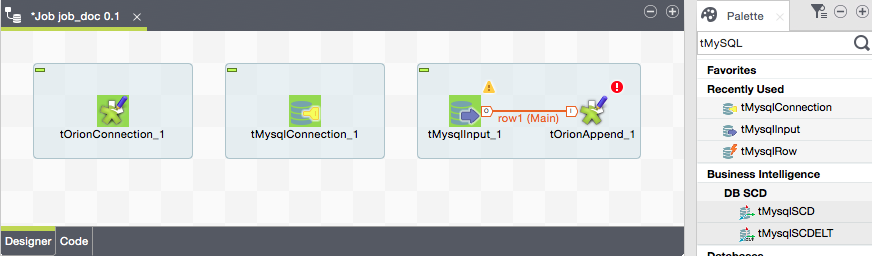 *Job job_doc 0.1
tOrionConnection_1
tMysqlConnection_1
tMysqlInput_1
row1 (Main)
tOrionAppend_1
Designer
Code
Palette
tMySQL
Favorites
Recently Used
tMysqlConnection
tMysqlInput
tMysqlRow
Business Intelligence
DB SCD
tMysqlSCD
tMysqlSCDELT
Databases